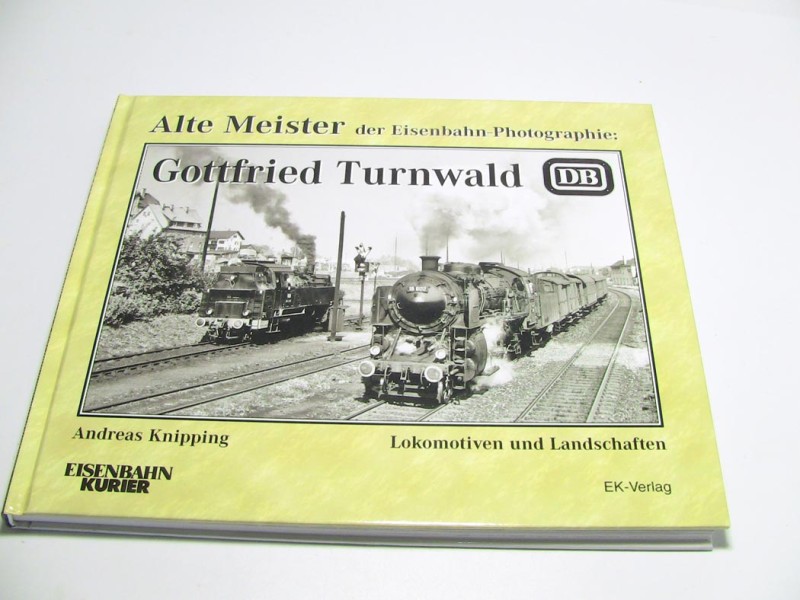 Alte Meister der Eisenbahn-Photographie:
Gottfried Turnwald
DB
Andreas Knipping
Lokomotiven und Landschaften
EISENBAHN
KURIER
EK-Verlag